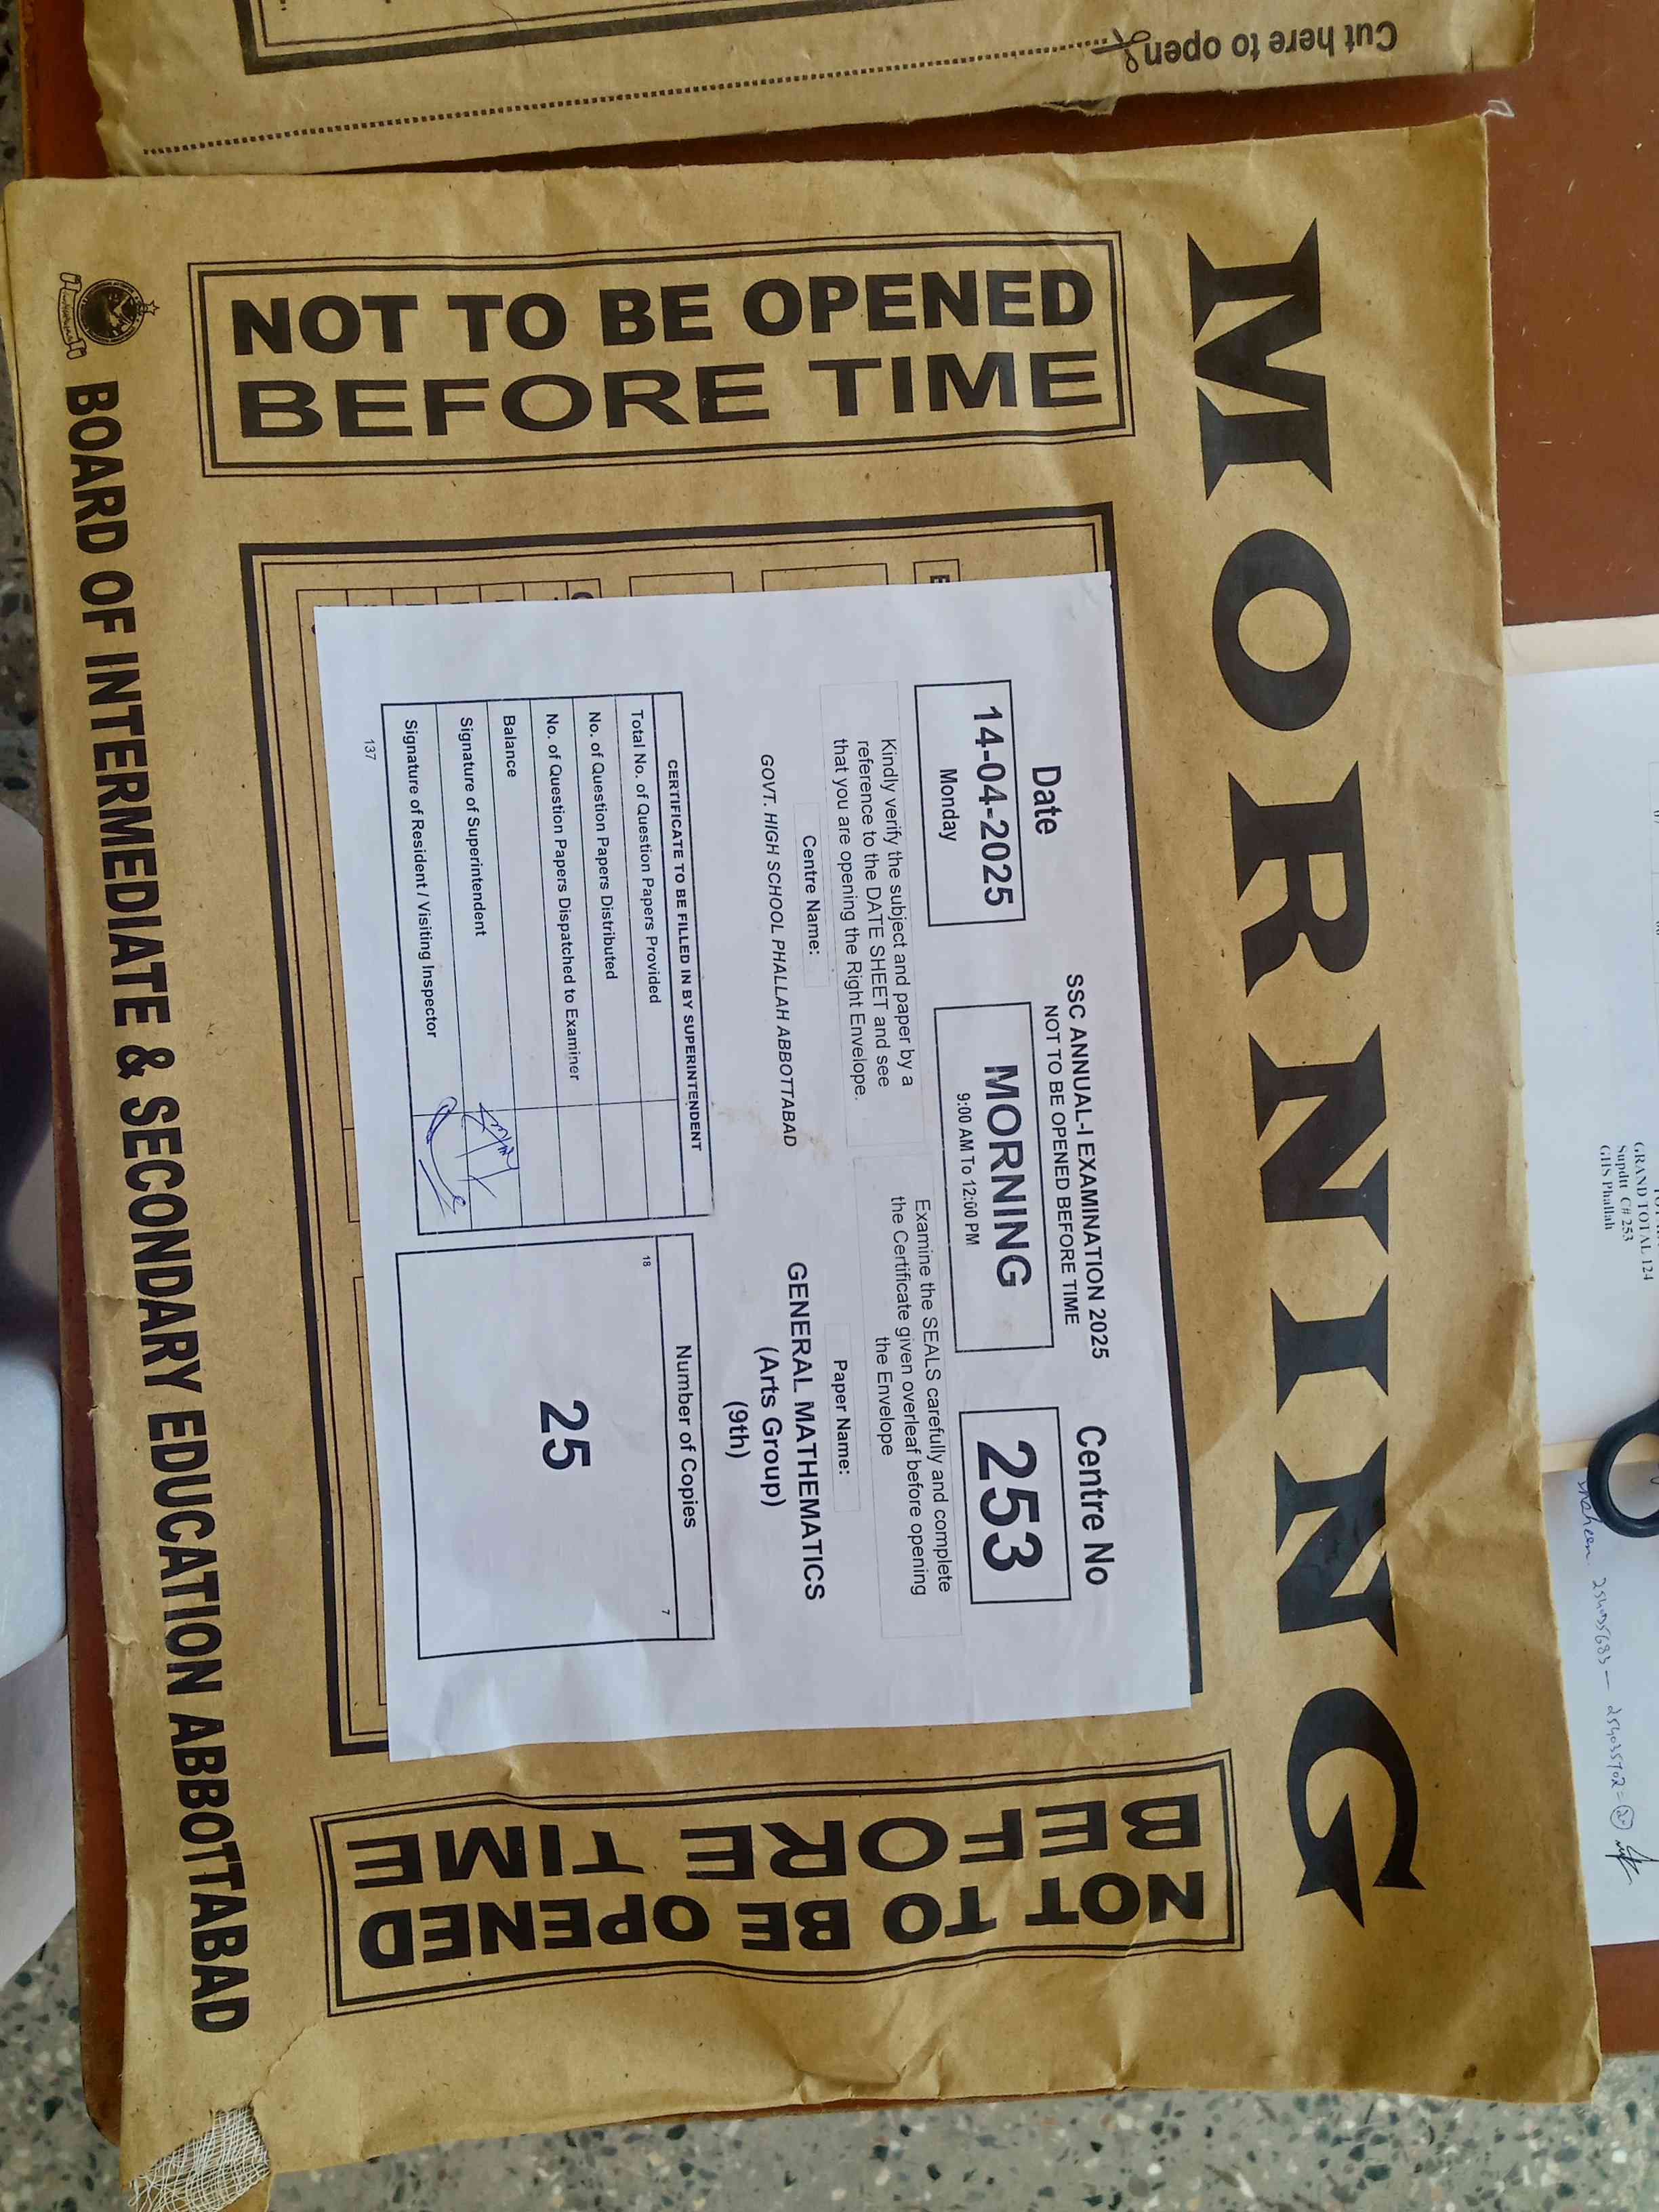 Cut here to open
MORNING
NOT TO BE OPENED
BEFORE TIME
SSC ANNUAL-I EXAMINATION 2025
NOT TO BE OPENED BEFORE TIME
Date
14-04-2025
Monday
MORNING
9:00 AM To 12:00 PM
Centre No
253
Kindly verify the subject and paper by a
reference to the DATE SHEET and see
that you are opening the Right Envelope.
Examine the SEALS carefully and complete
the Certificate given overleaf before opening
the Envelope
Centre Name:
GOVT. HIGH SCHOOL PHALLAH ABBOTTABAD
Paper Name:
GENERAL MATHEMATICS
(Arts Group)
(9th)
CERTIFICATE TO BE FILLED IN BY SUPERINTENDENT
Total No. of Question Papers Provided
No. of Question Papers Distributed
No. of Question Papers Dispatched to Examiner
Balance
Signature of Superintendent
Signature of Resident / Visiting Inspector
Number of Copies
18
7
25
137
NOT TO BE OPENED
BEFORE TIME
BOARD OF INTERMEDIATE & SECONDARY EDUCATION ABBOTTABAD
GRAND TOTAL 124
Supdtt C# 253
GHS Phallah